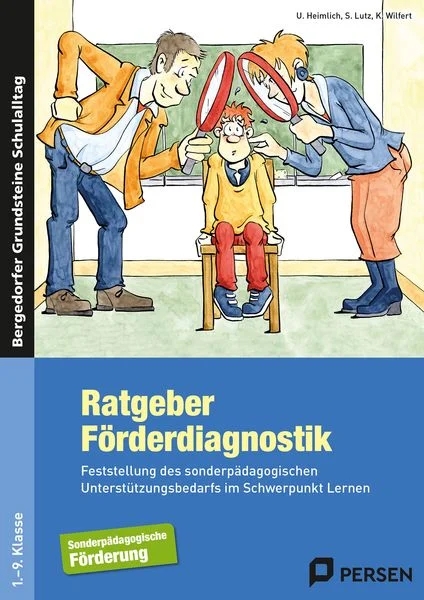 U. Heimlich, S. Lutz, K. Wilfert
Bergedorfer Grundsteine Schulalltag
1.–9. Klasse
Ratgeber
Förderdiagnostik
Feststellung des sonderpädagogischen
Unterstützungsbedarfs im Schwerpunkt Lernen
Sonderpädagogische
Förderung
PERSEN